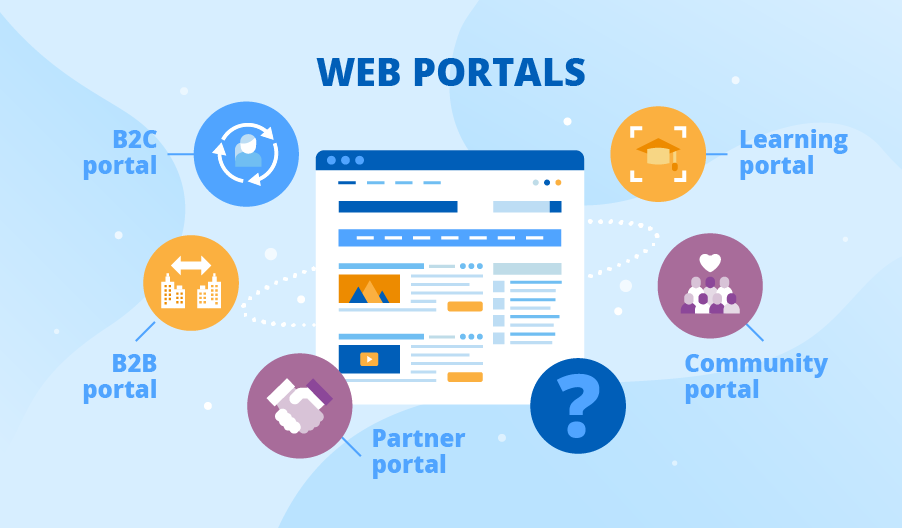 WEB PORTALS
B2C
portal
Learning
portal
B2B
portal
Community
portal
Partner
portal
?